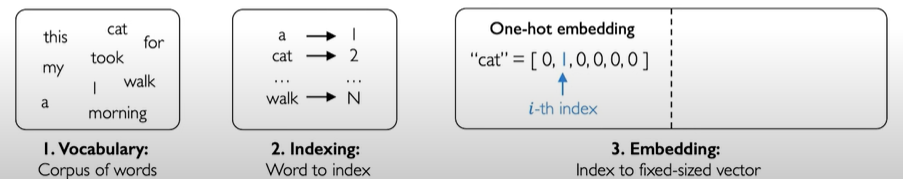 this
cat
for
took
my
I
walk
a
morning
1. Vocabulary:
Corpus of words
a → 1
cat → 2
... ...
walk → N
2. Indexing:
Word to index
One-hot embedding
"cat" = [ 0, 1, 0, 0, 0, 0 ]
i-th index
3. Embedding:
Index to fixed-sized vector